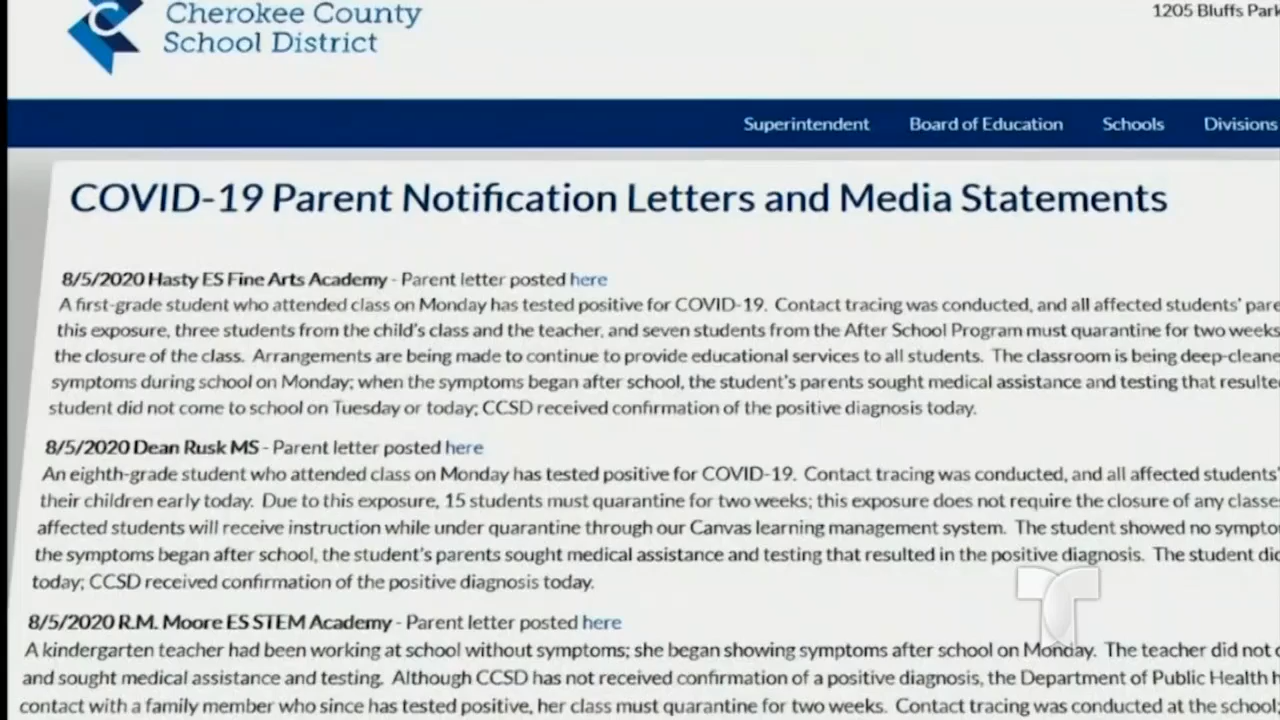 Cherokee County
School District
1205 Bluffs Park
Superintendent Board of Education Schools Divisions
COVID-19 Parent Notification Letters and Media Statements
8/5/2020 Hasty ES Fine Arts Academy - Parent letter posted here
A first-grade student who attended class on Monday has tested positive for COVID-19. Contact tracing was conducted, and all affected students'
this exposure, three students from the child's class and the teacher, and seven students from the After School Program must quarantine for two weeks
the closure of the class. Arrangements are being made to continue to provide educational services to all students. The classroom is being
symptoms during school on Monday; when the symptoms began after school, the student's parents sought medical assistance and testing that
student did not come to school on Tuesday or today; CCSD received confirmation of the positive diagnosis today.
8/5/2020 Dean Rusk MS - Parent letter posted here
An eighth-grade student who attended class on Monday has tested positive for COVID-19. Contact tracing was conducted, and all affected students'
their children early today. Due to this exposure, 15 students must quarantine for two weeks; this exposure does not require the closure of any
affected students will receive instruction while under quarantine through our Canvas learning management system. The student showed no
the symptoms began after school, the student's parents sought medical assistance and testing that resulted in the positive diagnosis. The student
today; CCSD received confirmation of the positive diagnosis today.
8/5/2020 R.M. Moore ES STEM Academy - Parent letter posted here
A kindergarten teacher had been working at school without symptoms; she began showing symptoms after school on Monday. The teacher did not
and sought medical assistance and testing. Although CCSD has not received confirmation of a positive diagnosis, the Department of Public Health
contact with a family member who since has tested positive, her class must quarantine for two weeks. Contact tracing was conducted at the school;